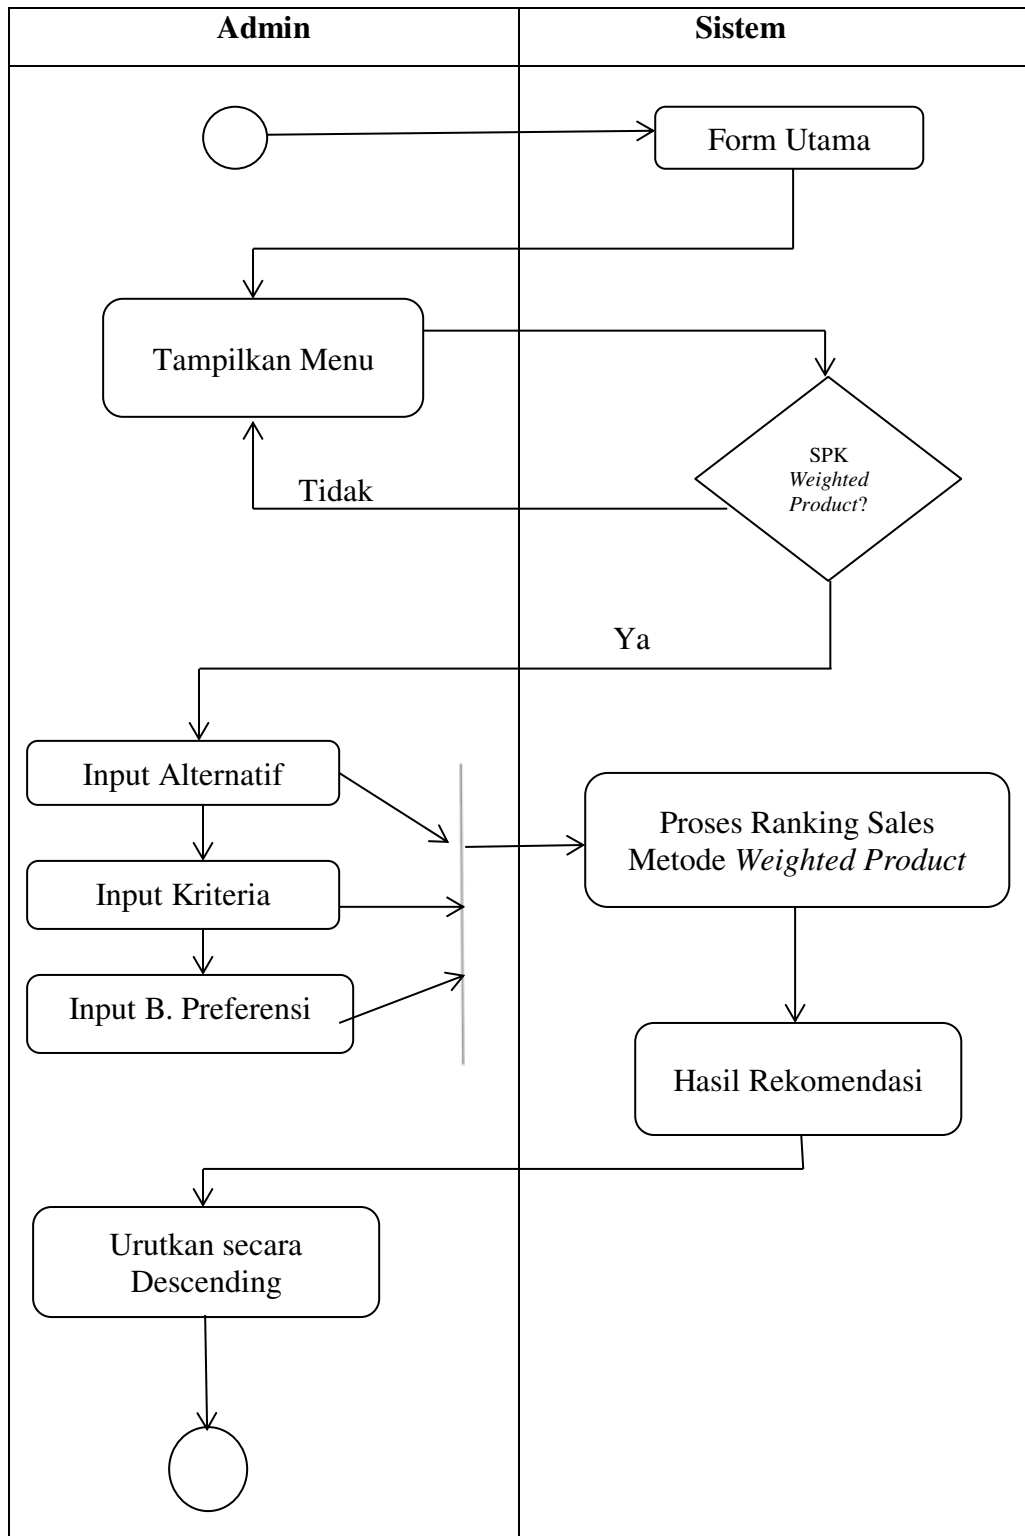 Admin
Sistem
Form Utama
Tampilkan Menu
SPK
Weighted
Product?
Tidak
Ya
Input Alternatif
Proses Ranking Sales
Metode Weighted Product
Input Kriteria
Input B. Preferensi
Hasil Rekomendasi
Urutkan secara
Descending